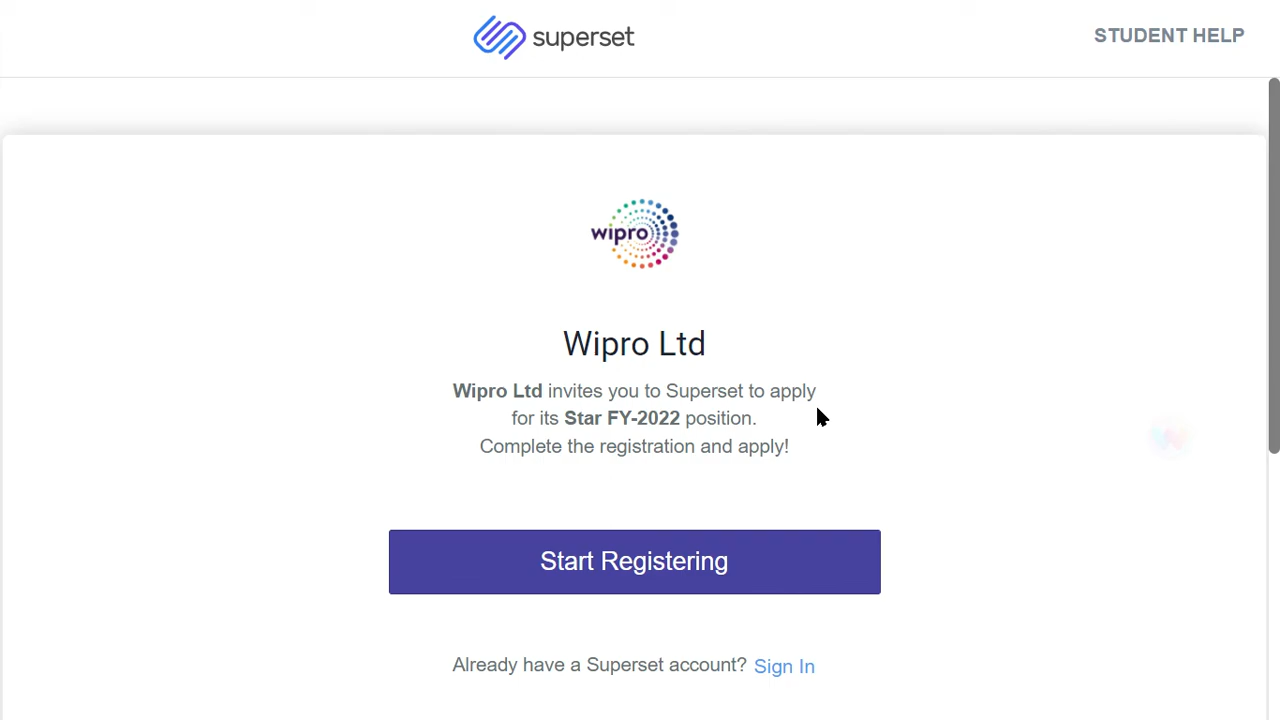 superset
STUDENT HELP
wipro
Wipro Ltd
Wipro Ltd invites you to Superset to apply
for its Star FY-2022 position.
Complete the registration and apply!
Start Registering
Already have a Superset account? Sign In